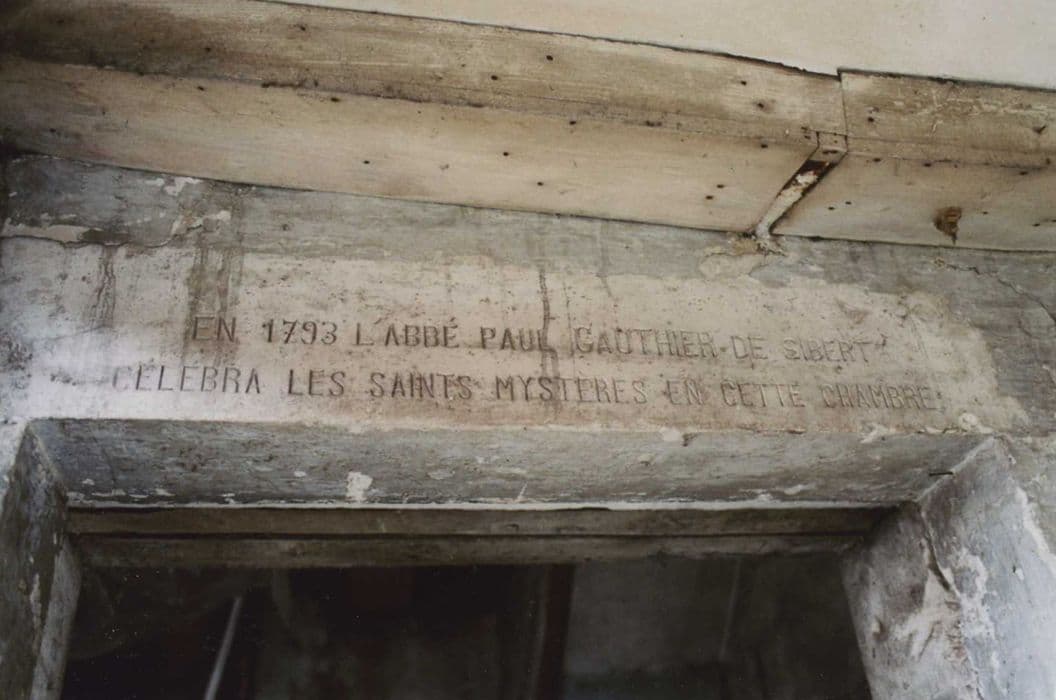 EN 1793 L'ABBÉ PAUL GAUTHIER DE SIBERT
CÉLÉBRA LES SAINTS MYSTÈRES EN CETTE CHAMBRE